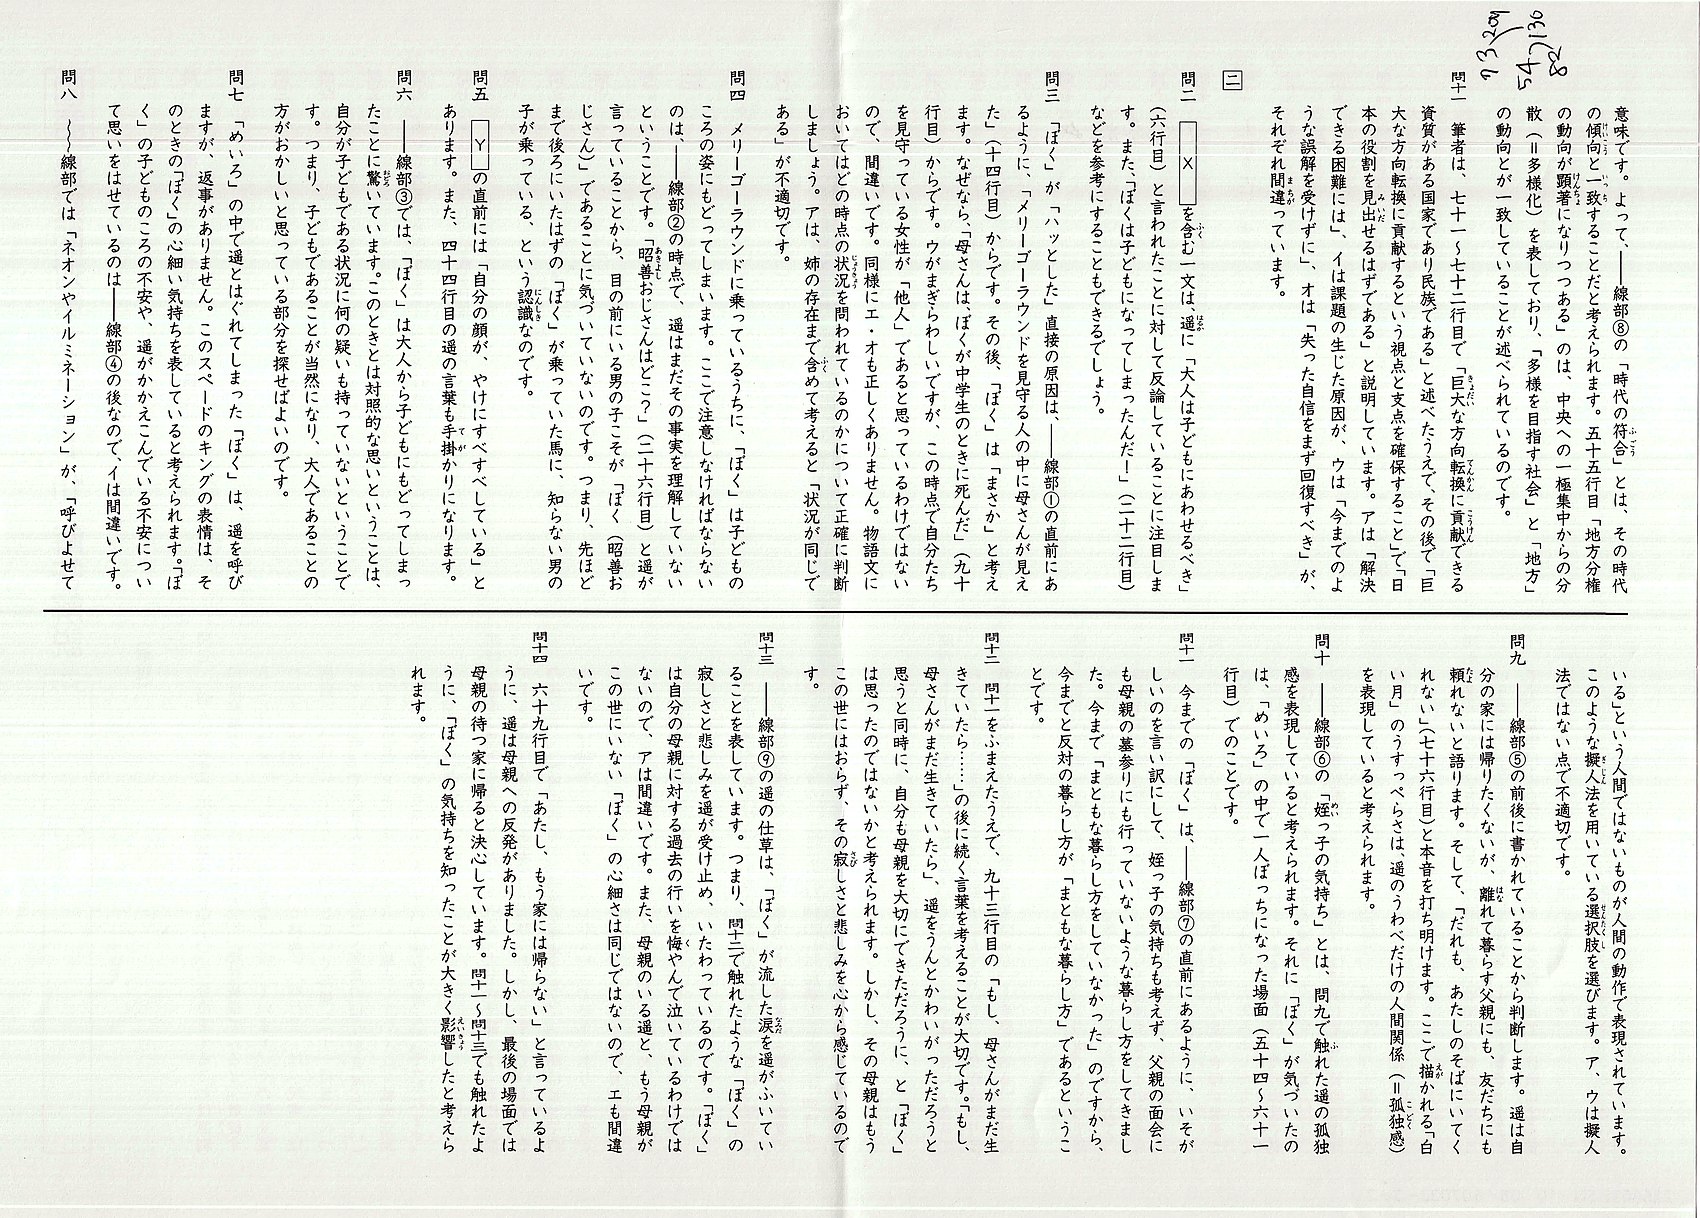 意味です。よって、――線部⑧の「時代の符合」とは、その時代
の傾向と一致することだと考えられます。五十五行目「地方分権
の動向が顕著になりつつある」のは、中央への一極集中からの分
散（＝多様化）を表しており、「多様を目指す社会」と「地方」
の動向とが一致していることが述べられているのです。
問十一 筆者は、七十一～七十二行目で「巨大な方向転換に貢献できる
資質がある国家であり民族である」と述べたうえで、その後で「巨
大な方向転換に貢献するという視点と支点を確保すること」で「日
本の役割を見出せるはずである」と説明しています。アは「解決
できる困難には」、イは課題の生じた原因が、ウは「今までのよ
うな誤解を受けずに」、オは「失った自信をまず回復すべき」が、
それぞれ間違っています。
二
問二 Xを含む一文は、遥に「大人は子どもにあわせるべき」
（六行目）と言われたことに対して反論していることに注目しま
す。また、「ぼくは子どもになってしまったんだ！」（二十二行目）
などを参考にすることもできるでしょう。
問三 「ぼく」が「ハッとした」直接の原因は、――線部①の直前にあ
るように、「メリーゴーラウンドを見守る人の中に母さんが見え
た」（十四行目）からです。その後、「ぼく」は「まさか」と考え
ます。なぜなら、「母さんは、ぼくが中学生のときに死んだ」（九十
行目）からです。ウがまぎらわしいですが、この時点で自分たち
を見守っている女性が「他人」であると思っているわけではない
ので、間違いです。同様にエ・オも正しくありません。物語文に
おいてはどの時点の状況を問われているのかについて正確に判断
しましょう。アは、姉の存在まで含めて考えると「状況が同じで
ある」が不適切です。
問四 メリーゴーラウンドに乗っているうちに、「ぼく」は子どもの
ころの姿にもどってしまいます。ここで注意しなければならない
のは、――線部②の時点で、遥はまだその事実を理解していない
ということです。「昭善おじさんはどこ？」（二十六行目）と遥が
言っていることから、目の前にいる男の子こそが「ぼく（昭善お
じさん）」であることに気づいていないのです。つまり、先ほど
まで後ろにいたはずの「ぼく」が乗っていた馬に、知らない男の
子が乗っている、という認識なのです。
問五 Yの直前には「自分の顔が、やけにすべすべしている」と
あります。また、四十四行目の遥の言葉も手掛かりになります。
問六 ――線部③では、「ぼく」は大人から子どもにもどってしまっ
たことに驚いています。このときとは対照的な思いということは、
自分が子どもである状況に何の疑いも持っていないということで
す。つまり、子どもであることが当然になり、大人であることの
方がおかしいと思っている部分を探せばよいのです。
問七 「めいろ」の中で遥とはぐれてしまった「ぼく」は、遥を呼び
ますが、返事がありません。このスペードのキングの表情は、そ
のときの「ぼく」の心細い気持ちを表していると考えられます。「ぼ
く」の子どものころの不安や、遥がかかえこんでいる不安につい
て思いをはせているのは――線部④の後なので、イは間違いです。
問八 ～～線部では「ネオンやイルミネーション」が、「呼びよせて
いる」という人間ではないものが人間の動作で表現されています。
このような擬人法を用いている選択肢を選びます。ア、ウは擬人
法ではない点で不適切です。
問九 ――線部⑤の前後に書かれていることから判断します。遥は自
分の家には帰りたくないが、離れて暮らす父親にも、友だちにも
頼れないと語ります。そして、「だれも、あたしのそばにいてく
れない」（七十六行目）と本音を打ち明けます。ここで描かれる「白
い月」のうすっぺらさは、遥のうわべだけの人間関係（＝孤独感）
を表現していると考えられます。
問十 ――線部⑥の「姪っ子の気持ち」とは、問九で触れた遥の孤独
感を表現していると考えられます。それに「ぼく」が気づいたの
は、「めいろ」の中で一人ぼっちになった場面（五十四～六十一
行目）でのことです。
問十一 今までの「ぼく」は、――線部⑦の直前にあるように、いそが
しいのを言い訳にして、姪っ子の気持ちも考えず、父親の面会に
も母親の墓参りにも行っていないような暮らし方をしてきまし
た。今まで「まともな暮らし方をしていなかった」のですから、
今までと反対の暮らし方が「まともな暮らし方」であるというこ
とです。
問十二 問十一をふまえたうえで、九十三行目の「もし、母さんがまだ生
きていたら……」の後に続く言葉を考えることが大切です。「もし、
母さんがまだ生きていたら」、遥をうんとかわいがっただろうと
思うと同時に、自分も母親を大切にできただろうに、と「ぼく」
は思ったのではないかと考えられます。しかし、その母親はもう
この世にはおらず、その寂しさと悲しみを心から感じているので
す。
問十三 ――線部⑨の遥の仕草は、「ぼく」が流した涙を遥がふいてい
ることを表しています。つまり、問十二で触れたような「ぼく」の
寂しさと悲しみを遥が受け止め、いたわっているのです。「ぼく」
は自分の母親に対する過去の行いを悔やんで泣いているわけでは
ないので、アは間違いです。また、母親のいる遥と、もう母親が
この世にいない「ぼく」の心細さは同じではないので、エも間違
いです。
問十四 六十九行目で「あたし、もう家には帰らない」と言っているよ
うに、遥は母親への反発がありました。しかし、最後の場面では
母親の待つ家に帰ると決心しています。問十一～問十三でも触れたよ
うに、「ぼく」の気持ちを知ったことが大きく影響したと考えら
れます。
130
82
54
209
73